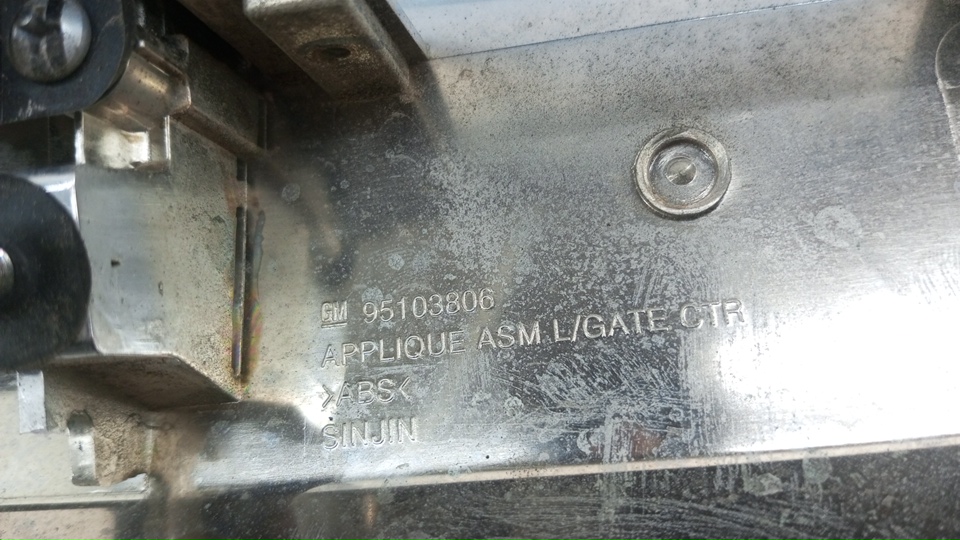 GM 95103806
APPLIQUE ASM L/GATE CTR
>ABS<
SINJIN